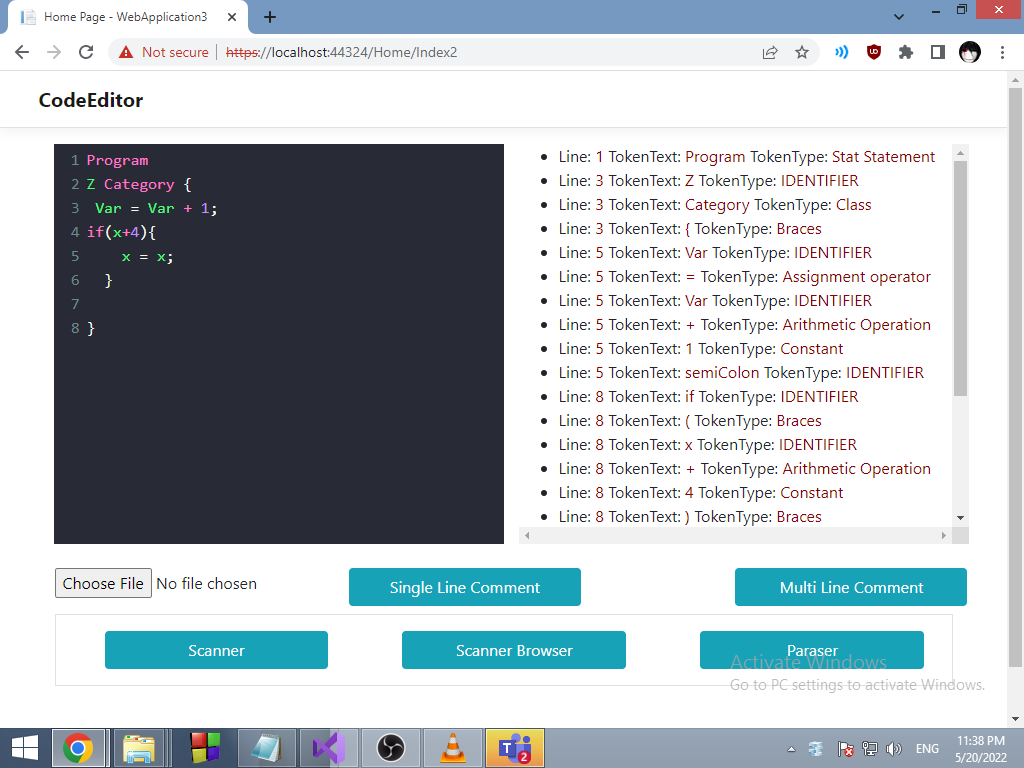 Home Page - WebApplication3
Not secure https://localhost:44324/Home/Index2
CodeEditor
1 Program
2 Z Category {
3 Var = Var + 1;
4 if(x+4){
5 x = x;
6 }
7
8 }
Line: 1 TokenText: Program TokenType: Stat Statement
Line: 3 TokenText: Z TokenType: IDENTIFIER
Line: 3 TokenText: Category TokenType: Class
Line: 3 TokenText: { TokenType: Braces
Line: 5 TokenText: Var TokenType: IDENTIFIER
Line: 5 TokenText: = TokenType: Assignment operator
Line: 5 TokenText: Var TokenType: IDENTIFIER
Line: 5 TokenText: + TokenType: Arithmetic Operation
Line: 5 TokenText: 1 TokenType: Constant
Line: 5 TokenText: semiColon TokenType: IDENTIFIER
Line: 8 TokenText: if TokenType: IDENTIFIER
Line: 8 TokenText: ( TokenType: Braces
Line: 8 TokenText: x TokenType: IDENTIFIER
Line: 8 TokenText: + TokenType: Arithmetic Operation
Line: 8 TokenText: 4 TokenType: Constant
Line: 8 TokenText: ) TokenType: Braces
Choose File No file chosen
Single Line Comment
Multi Line Comment
Scanner
Scanner Browser
Paraser
Activate Windows
Go to PC settings to activate Windows.
T
2
ENG
11:38 PM
5/20/2022